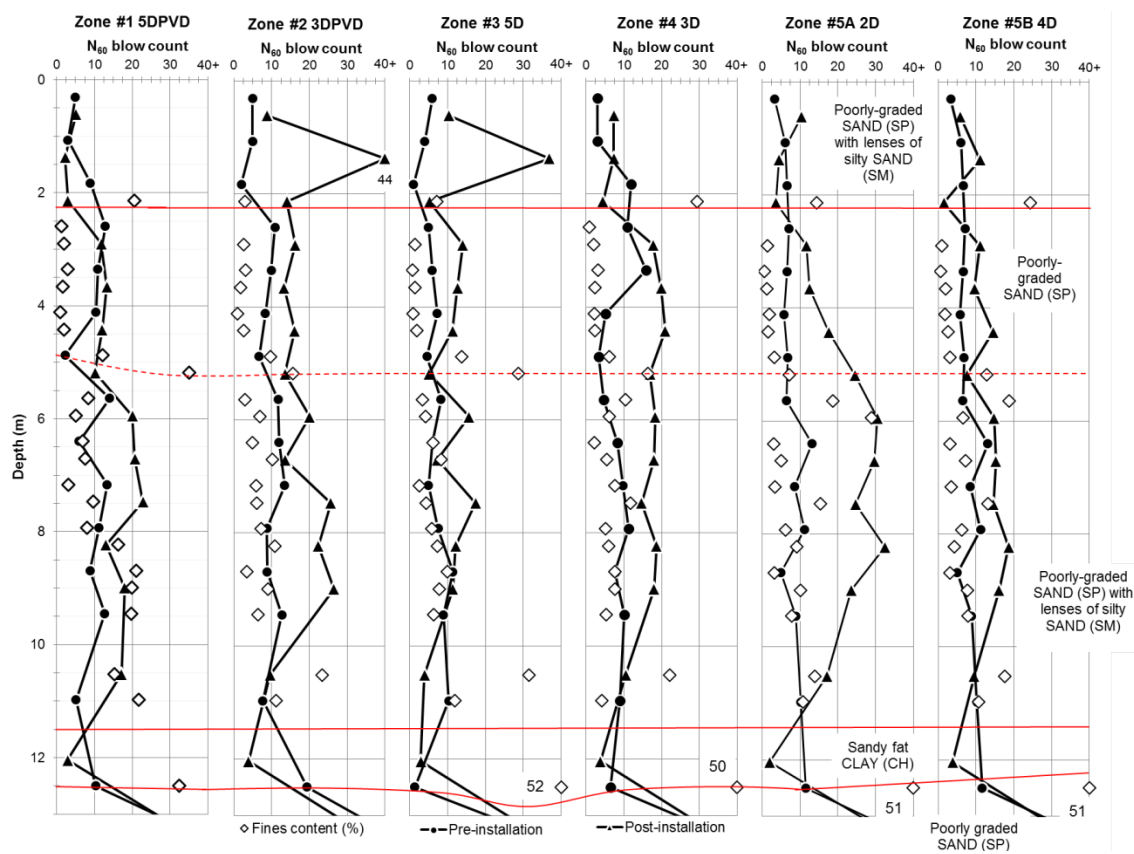 Zone #1 5DPVD
Zone #2 3DPVD
Zone #3 5D
Zone #4 3D
Zone #5A 2D
Zone #5B 4D
N60 blow count
N60 blow count
N60 blow count
N60 blow count
N60 blow count
N60 blow count
0 10 20 30 40+
0 10 20 30 40+
0 10 20 30 40+
0 10 20 30 40+
0 10 20 30 40+
0 10 20 30 40+
0
2
4
6
8
10
12
Depth (m)
44
52
50
51
51
Poorly-graded
SAND (SP)
with lenses of
silty SAND
(SM)
Poorly-
graded
SAND (SP)
Poorly-graded
SAND (SP) with
lenses of silty
SAND (SM)
Sandy fat
CLAY (CH)
Poorly graded
SAND (SP)
Fines content (%)
Pre-installation
Post-installation